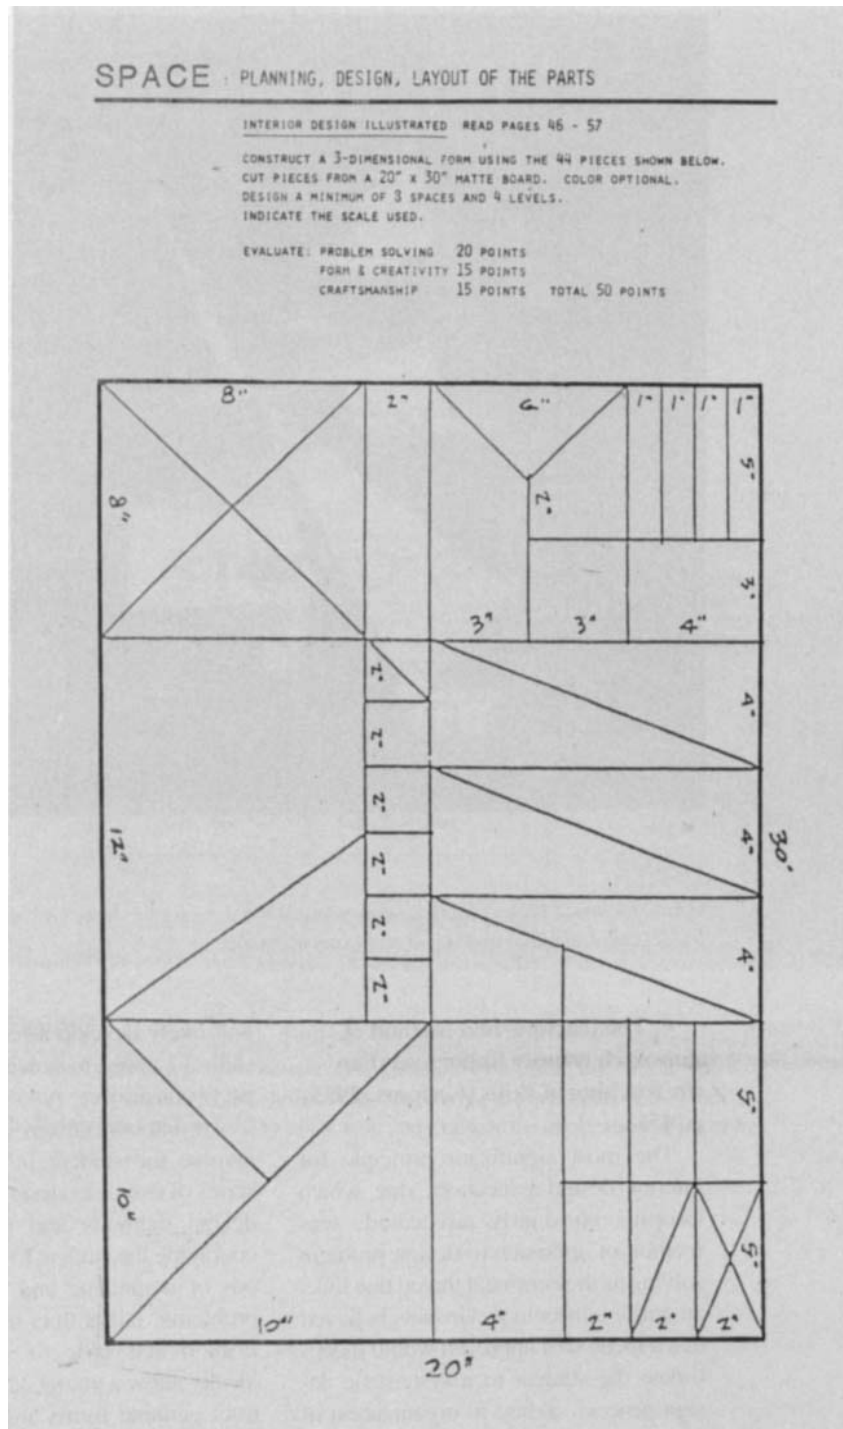 SPACE : PLANNING, DESIGN, LAYOUT OF THE PARTS
INTERIOR DESIGN ILLUSTRATED READ PAGES 46 - 57
CONSTRUCT A 3-DIMENSIONAL FORM USING THE 44 PIECES SHOWN BELOW.
CUT PIECES FROM A 20" X 30" MATTE BOARD. COLOR OPTIONAL.
DESIGN A MINIMUM OF 3 SPACES AND 4 LEVELS.
INDICATE THE SCALE USED.
EVALUATE: PROBLEM SOLVING 20 POINTS
FORM & CREATIVITY 15 POINTS
CRAFTSMANSHIP 15 POINTS TOTAL 50 POINTS
8" 2" 6" 1" 1" 1" 1"
5"
8" 2"
3"
3" 3" 4"
2"
4"
2"
2"
12" 4" 30"
2"
2"
4"
2"
5"
10"
5"
10" 4" 2" 2" 2"
20"